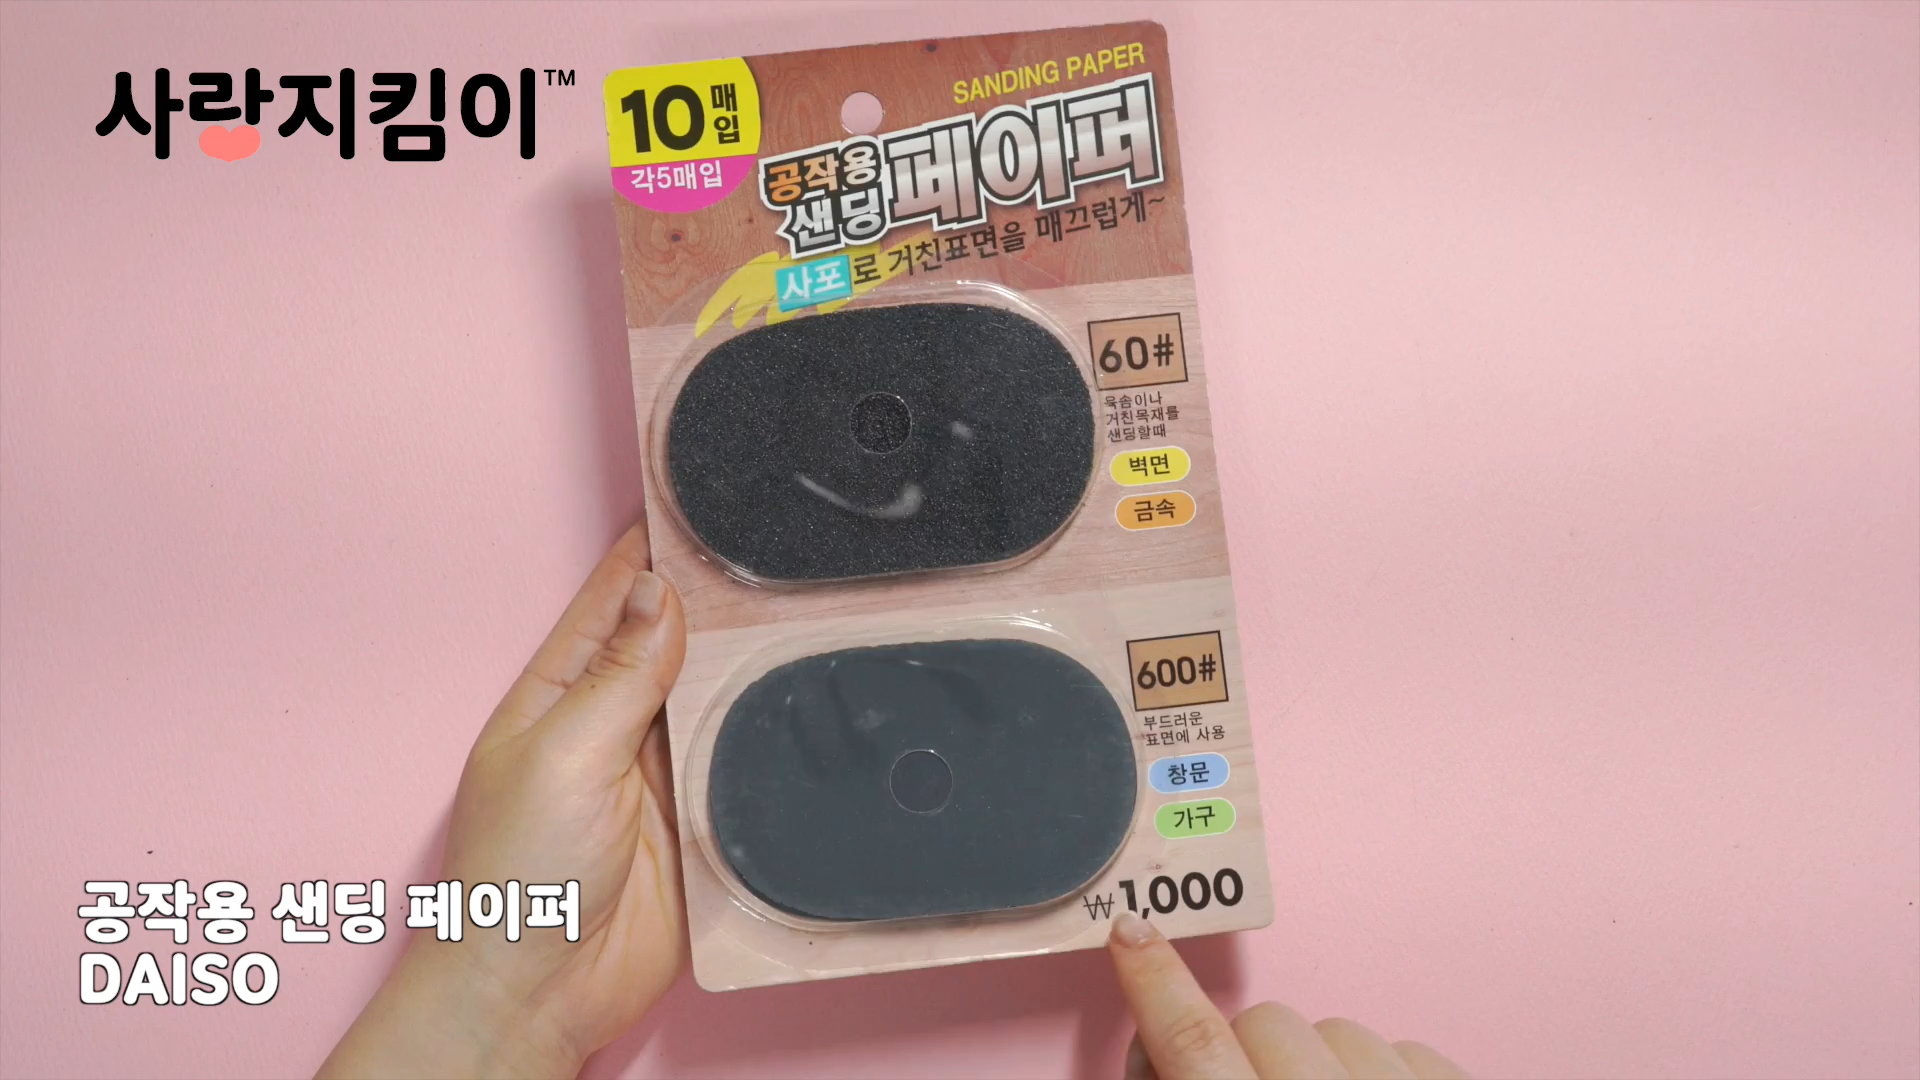 사랑지킴이™
10매입
각5매입
SANDING PAPER
공작용
샌딩 페이퍼
사포로 거친표면을 매끄럽게~
60#
욱솜이나
거친목재를
샌딩할때
벽면
금속
600#
부드러운
표면에 사용
창문
가구
₩1,000
공작용 샌딩 페이퍼
DAISO